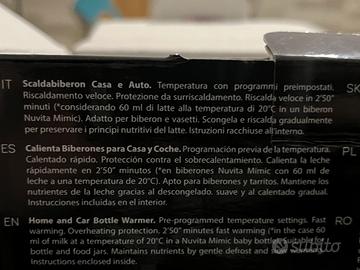 IT
Scaldabiberon Casa e Auto. Temperatura con programmi preimpostati.
Riscaldamento veloce. Protezione da surriscaldamento. Riscalda veloce in 2'50"
minuti (*considerando 60 ml di latte alla temperatura di 20°C in un biberon
Nuvita Mimic). Adatto per biberon e vasetti. Scongela e riscalda gradualmente
per preservare i principi nutritivi del latte. Istruzioni racchiuse all'interno.
SK
ES
Calienta Biberones para Casa y Coche. Programación previa de la temperatura.
Calentado rápido. Protección contra el sobrecalentamiento. Calienta la leche
rápidamente en 2'50" minutos (*en biberones Nuvita Mimic con 60 ml de
leche a una temperatura de 20°C). Apto para biberones y tarritos. Mantiene los
nutrientes de la leche gracias al descongelado. suave y al calentado gradual.
Instrucciones incluidas en el interior.
PL
EN
Home and Car Bottle Warmer. Pre-programmed temperature settings. Fast
warming. Overheating protection. 2'50" minutes fast warming (*in the case 60
ml of milk at a temperature of 20°C in a Nuvita Mimic baby bottle). Suitable for
bottle and food jars. Maintains nutrients by gentle defrost and slow warming.
Instructions enclosed inside.
RO
subito